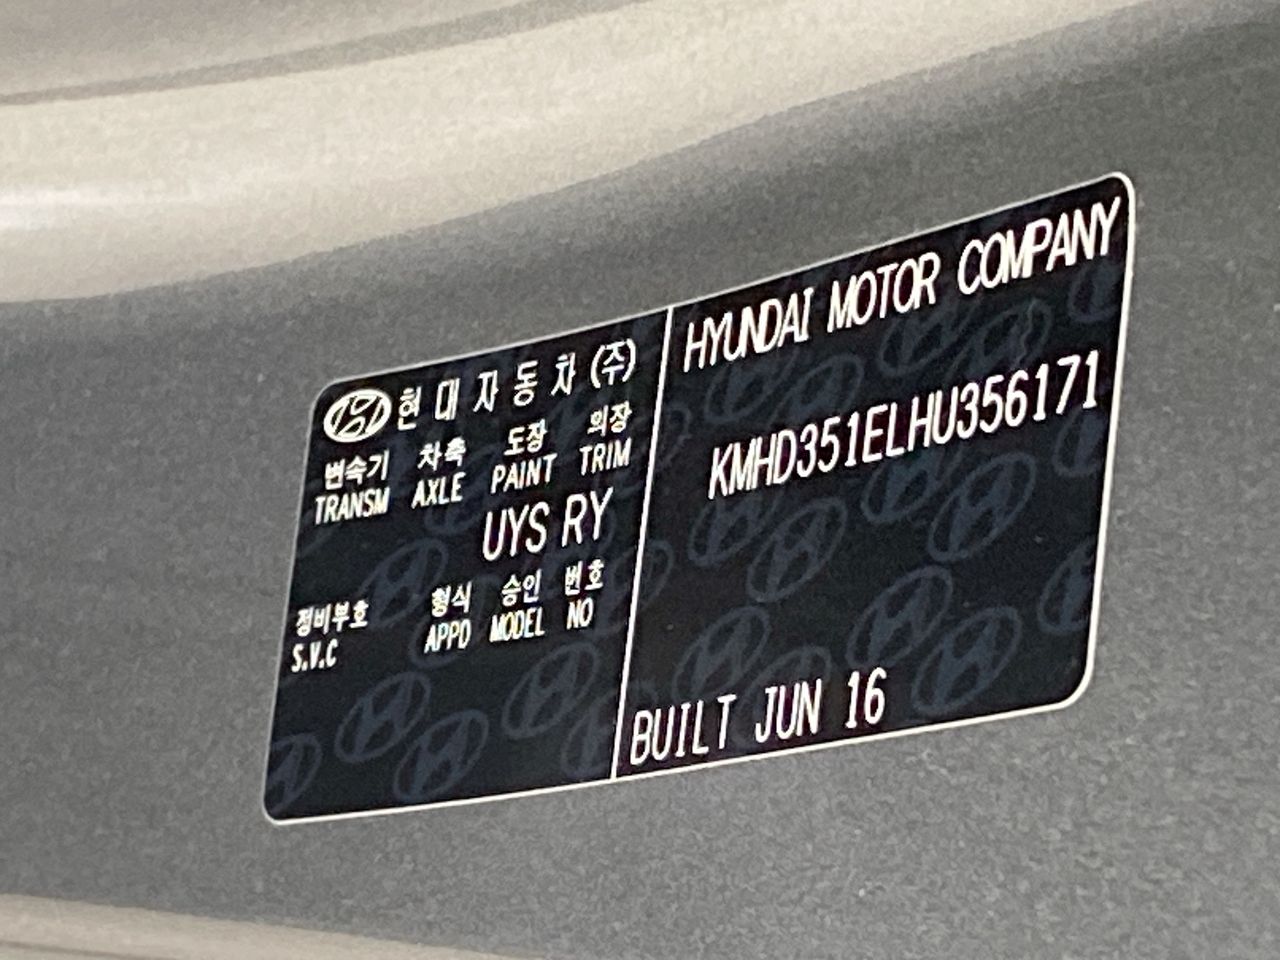 현대자동차(주)
변속기 차축 도장 외장
TRANSM AXLE PAINT TRIM
UYS RY
정비부호 형식 승인 번호
S.V.C APPD MODEL NO
HYUNDAI MOTOR COMPANY
KMHD351ELHU356171
BUILT JUN 16